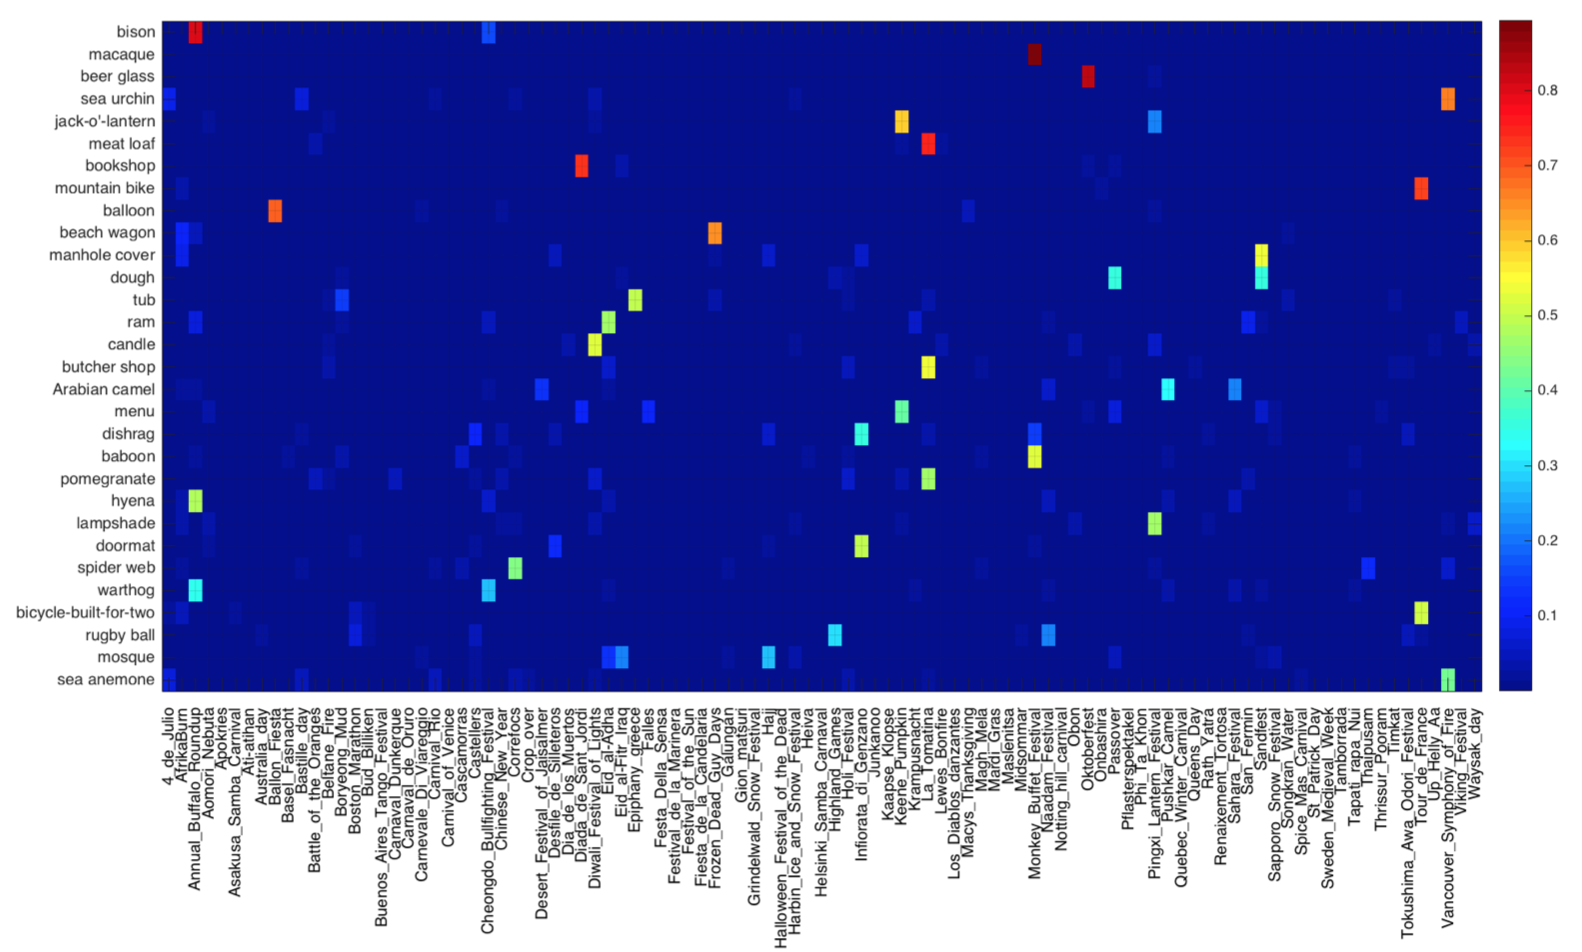 bison
macaque
beer glass
sea urchin
jack-o'-lantern
meat loaf
bookshop
mountain bike
balloon
beach wagon
manhole cover
dough
tub
ram
candle
butcher shop
Arabian camel
menu
dishrag
baboon
pomegranate
hyena
lampshade
doormat
spider web
warthog
bicycle-built-for-two
rugby ball
mosque
sea anemone
0.8
0.7
0.6
0.5
0.4
0.3
0.2
0.1
4_de_Julio
AfrikaBurn
Annual_Buffalo_Roundup
Aomori_Nebuta
Apokries
Asakusa_Samba_Carnival
Ati-atihan
Australia_day
Ballon_Fiesta
Basel_Fasnacht
Bastille_day
Battle_of_the_Oranges
Beltane_Fire
Boryeong_Mud
Boston_Marathon
Bud_Billiken
Buenos_Aires_Tango_Festival
Carnaval_Dunkerque
Carnaval_de_Oruro
Carnevale_Di_Viareggio
Carnival_Rio
Carnival_of_Venice
Cascamorras
Castellers
Cheongdo_Bullfighting_Festival
Chinese_New_Year
Correfocs
Crop_over
Desert_Festival_of_Jaisalmer
Desfile_de_Silleteros
Dia_de_los_Muertos
Diada_de_Sant_Jordi
Diwali_Festival_of_Lights
Eid_al-Adha
Eid_al-Fitr_Iraq
Epiphany_greece
Falles
Festa_Della_Sensa
Festival_de_la_Marinera
Festival_of_the_Sun
Fiesta_de_la_Candelaria
Frozen_Dead_Guy_Days
Galungan
Gion_matsuri
Grindelwald_Snow_Festival
Hajj
Halloween_Festival_of_the_Dead
Harbin_Ice_and_Snow_Festival
Heiva
Helsinki_Samba_Carnaval
Highland_Games
Holi_Festival
Infiorata_di_Genzano
Junkanoo
Kaapse_Klopse
Keene_Pumpkin
Krampusnacht
La_Tomatina
Lewes_Bonfire
Los_Diablos_danzantes
Macys_Thanksgiving
Magh_Mela
Mardi_Gras
Maslenitsa
Midsommar
Monkey_Buffet_Festival
Nadam_Festival
Notting_hill_carnival
Obon
Oktoberfest
Onbashira
Passover
Pflasterspektakel
Phi_Ta_Khon
Pingxi_Lantern_Festival
Pushkar_Camel
Quebec_Winter_Carnival
Queens_Day
Rath_Yatra
Renaixement_Tortosa
Sahara_Festival
San_Fermin
Sandfest
Sapporo_Snow_Festival
Songkran_Water
Spice_Mas_Carnival
St_Patrick_Day
Sweden_Medieval_Week
Tamborrada
Tapati_rapa_Nui
Thaipusam
Thrissur_Pooram
Timkat
Tokushima_Awa_Odori_Festival
Tour_de_France
Up_Helly_Aa
Vancouver_Symphony_of_Fire
Viking_Festival
Waysak_day